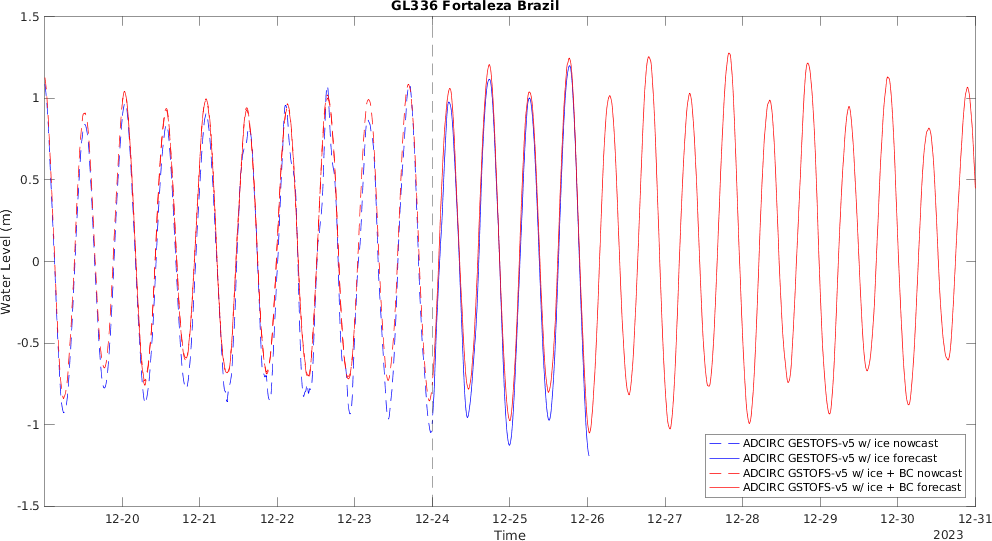 GL336 Fortaleza Brazil
1.5
1
0.5
0
-0.5
-1
-1.5
Water Level (m)
ADCIRC GESTOFS-v5 w/ ice nowcast
ADCIRC GESTOFS-v5 w/ ice forecast
ADCIRC GSTOFS-v5 w/ ice + BC nowcast
ADCIRC GSTOFS-v5 w/ ice + BC forecast
12-20 12-21 12-22 12-23 12-24 12-25 12-26 12-27 12-28 12-29 12-30 12-31
Time
2023